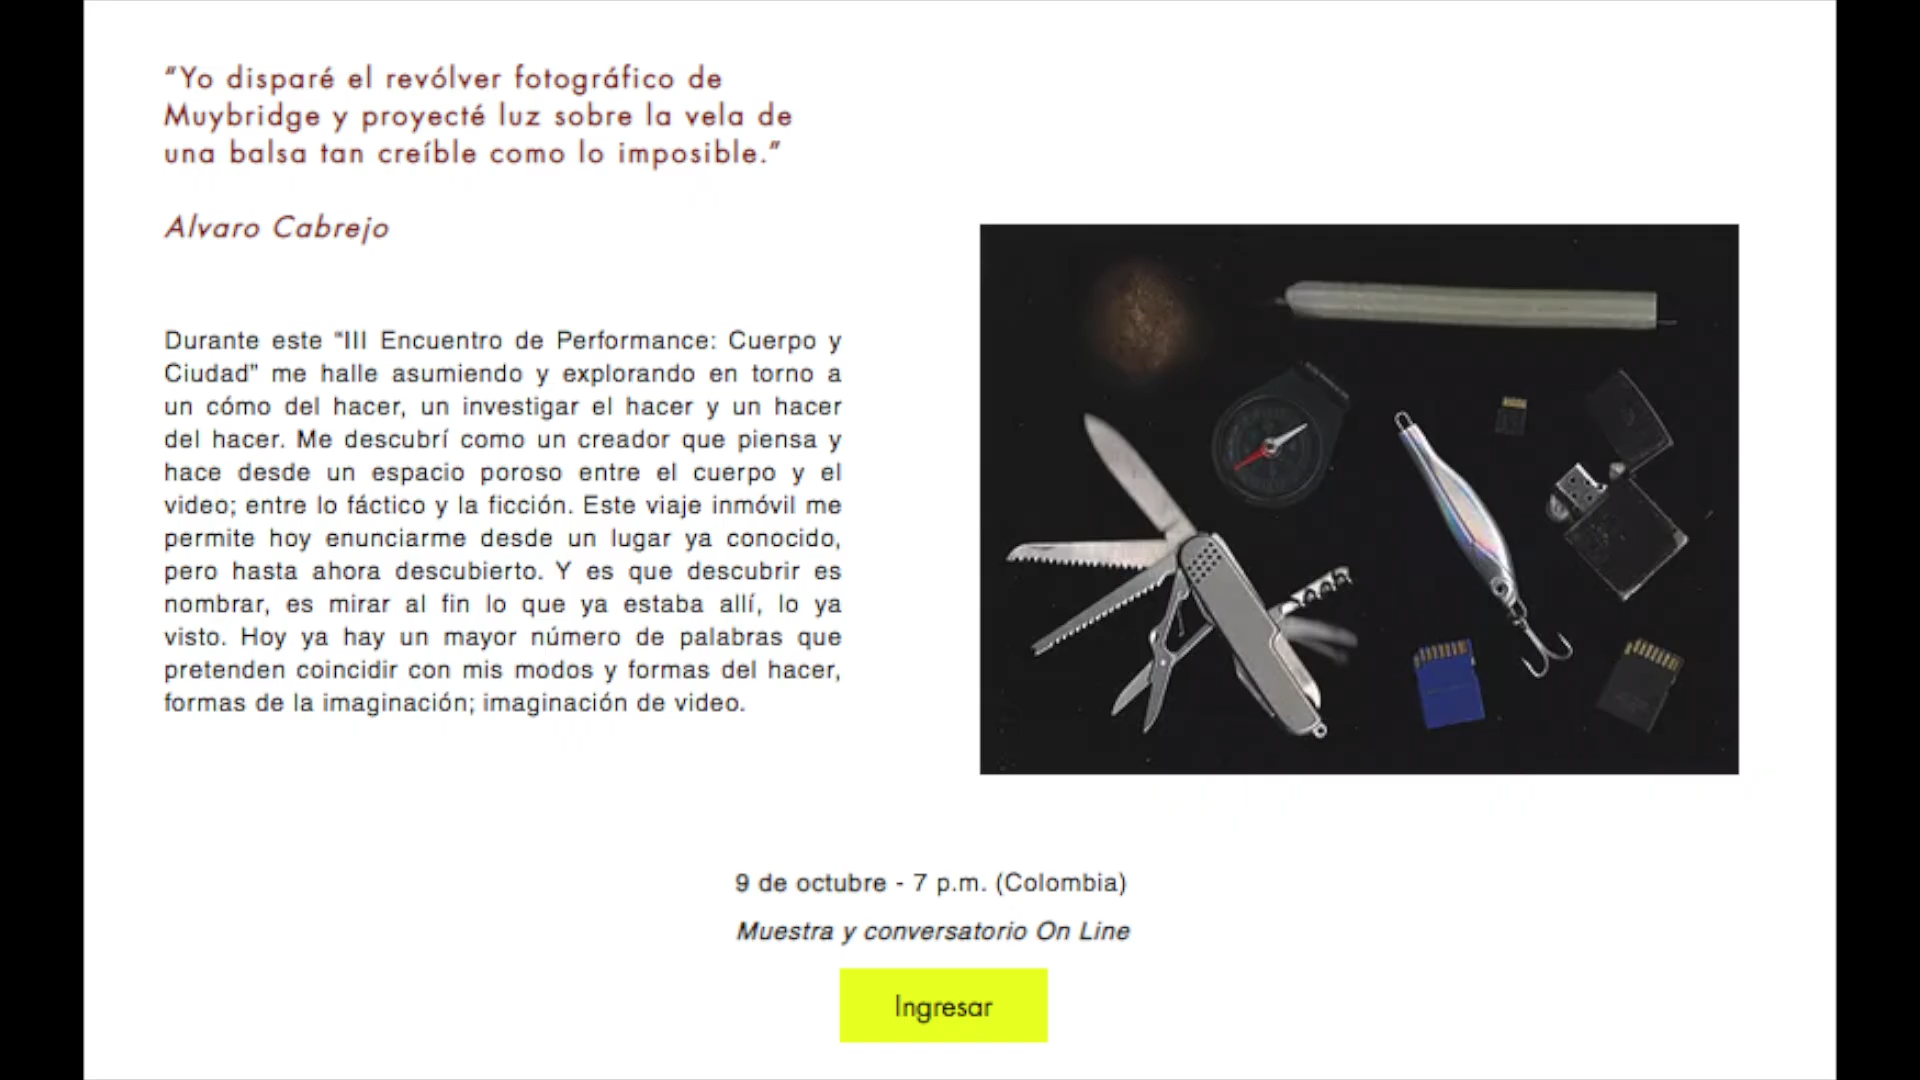 “Yo disparé el revólver fotográfico de
Muybridge y proyecté luz sobre la vela de
una balsa tan creíble como lo imposible.”
Alvaro Cabrejo
Durante este “III Encuentro de Performance: Cuerpo y
Ciudad” me halle asumiendo y explorando en torno a
un cómo del hacer, un investigar el hacer y un hacer
del hacer. Me descubrí como un creador que piensa y
hace desde un espacio poroso entre el cuerpo y el
video; entre lo fáctico y la ficción. Este viaje inmóvil me
permite hoy enunciarme desde un lugar ya conocido,
pero hasta ahora descubierto. Y es que descubrir es
nombrar, es mirar al fin lo que ya estaba allí, lo ya
visto. Hoy ya hay un mayor número de palabras que
pretenden coincidir con mis modos y formas del hacer,
formas de la imaginación; imaginación de video.
9 de octubre - 7 p.m. (Colombia)
Muestra y conversatorio On Line
Ingresar